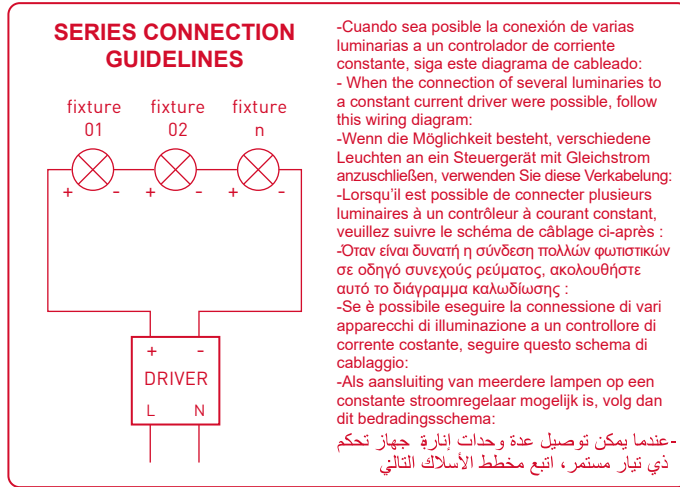 SERIES CONNECTION
GUIDELINES
fixture fixture fixture
01 02 n
+ - + - + -
+ -
DRIVER
L N
-Cuando sea posible la conexión de varias
luminarias a un controlador de corriente
constante, siga este diagrama de cableado:
- When the connection of several luminaries to
a constant current driver were possible, follow
this wiring diagram:
-Wenn die Möglichkeit besteht, verschiedene
Leuchten an ein Steuergerät mit Gleichstrom
anzuschließen, verwenden Sie diese Verkabelung:
-Lorsqu'il est possible de connecter plusieurs
luminaires à un contrôleur à courant constant,
veuillez suivre le schéma de câblage ci-après :
-Όταν είναι δυνατή η σύνδεση πολλών φωτιστικών
σε οδηγό συνεχούς ρεύματος, ακολουθήστε
αυτό το διάγραμμα καλωδίωσης :
-Se è possibile eseguire la connessione di vari
apparecchi di illuminazione a un controllore di
corrente costante, seguire questo schema di
cablaggio:
-Als aansluiting van meerdere lampen op een
constante stroomregelaar mogelijk is, volg dan
dit bedradingsschema:
-عندما يمكن توصيل عدة وحدات إنارة جهاز تحكم
ذي تيار مستمر، اتبع مخطط الأسلاك التالي